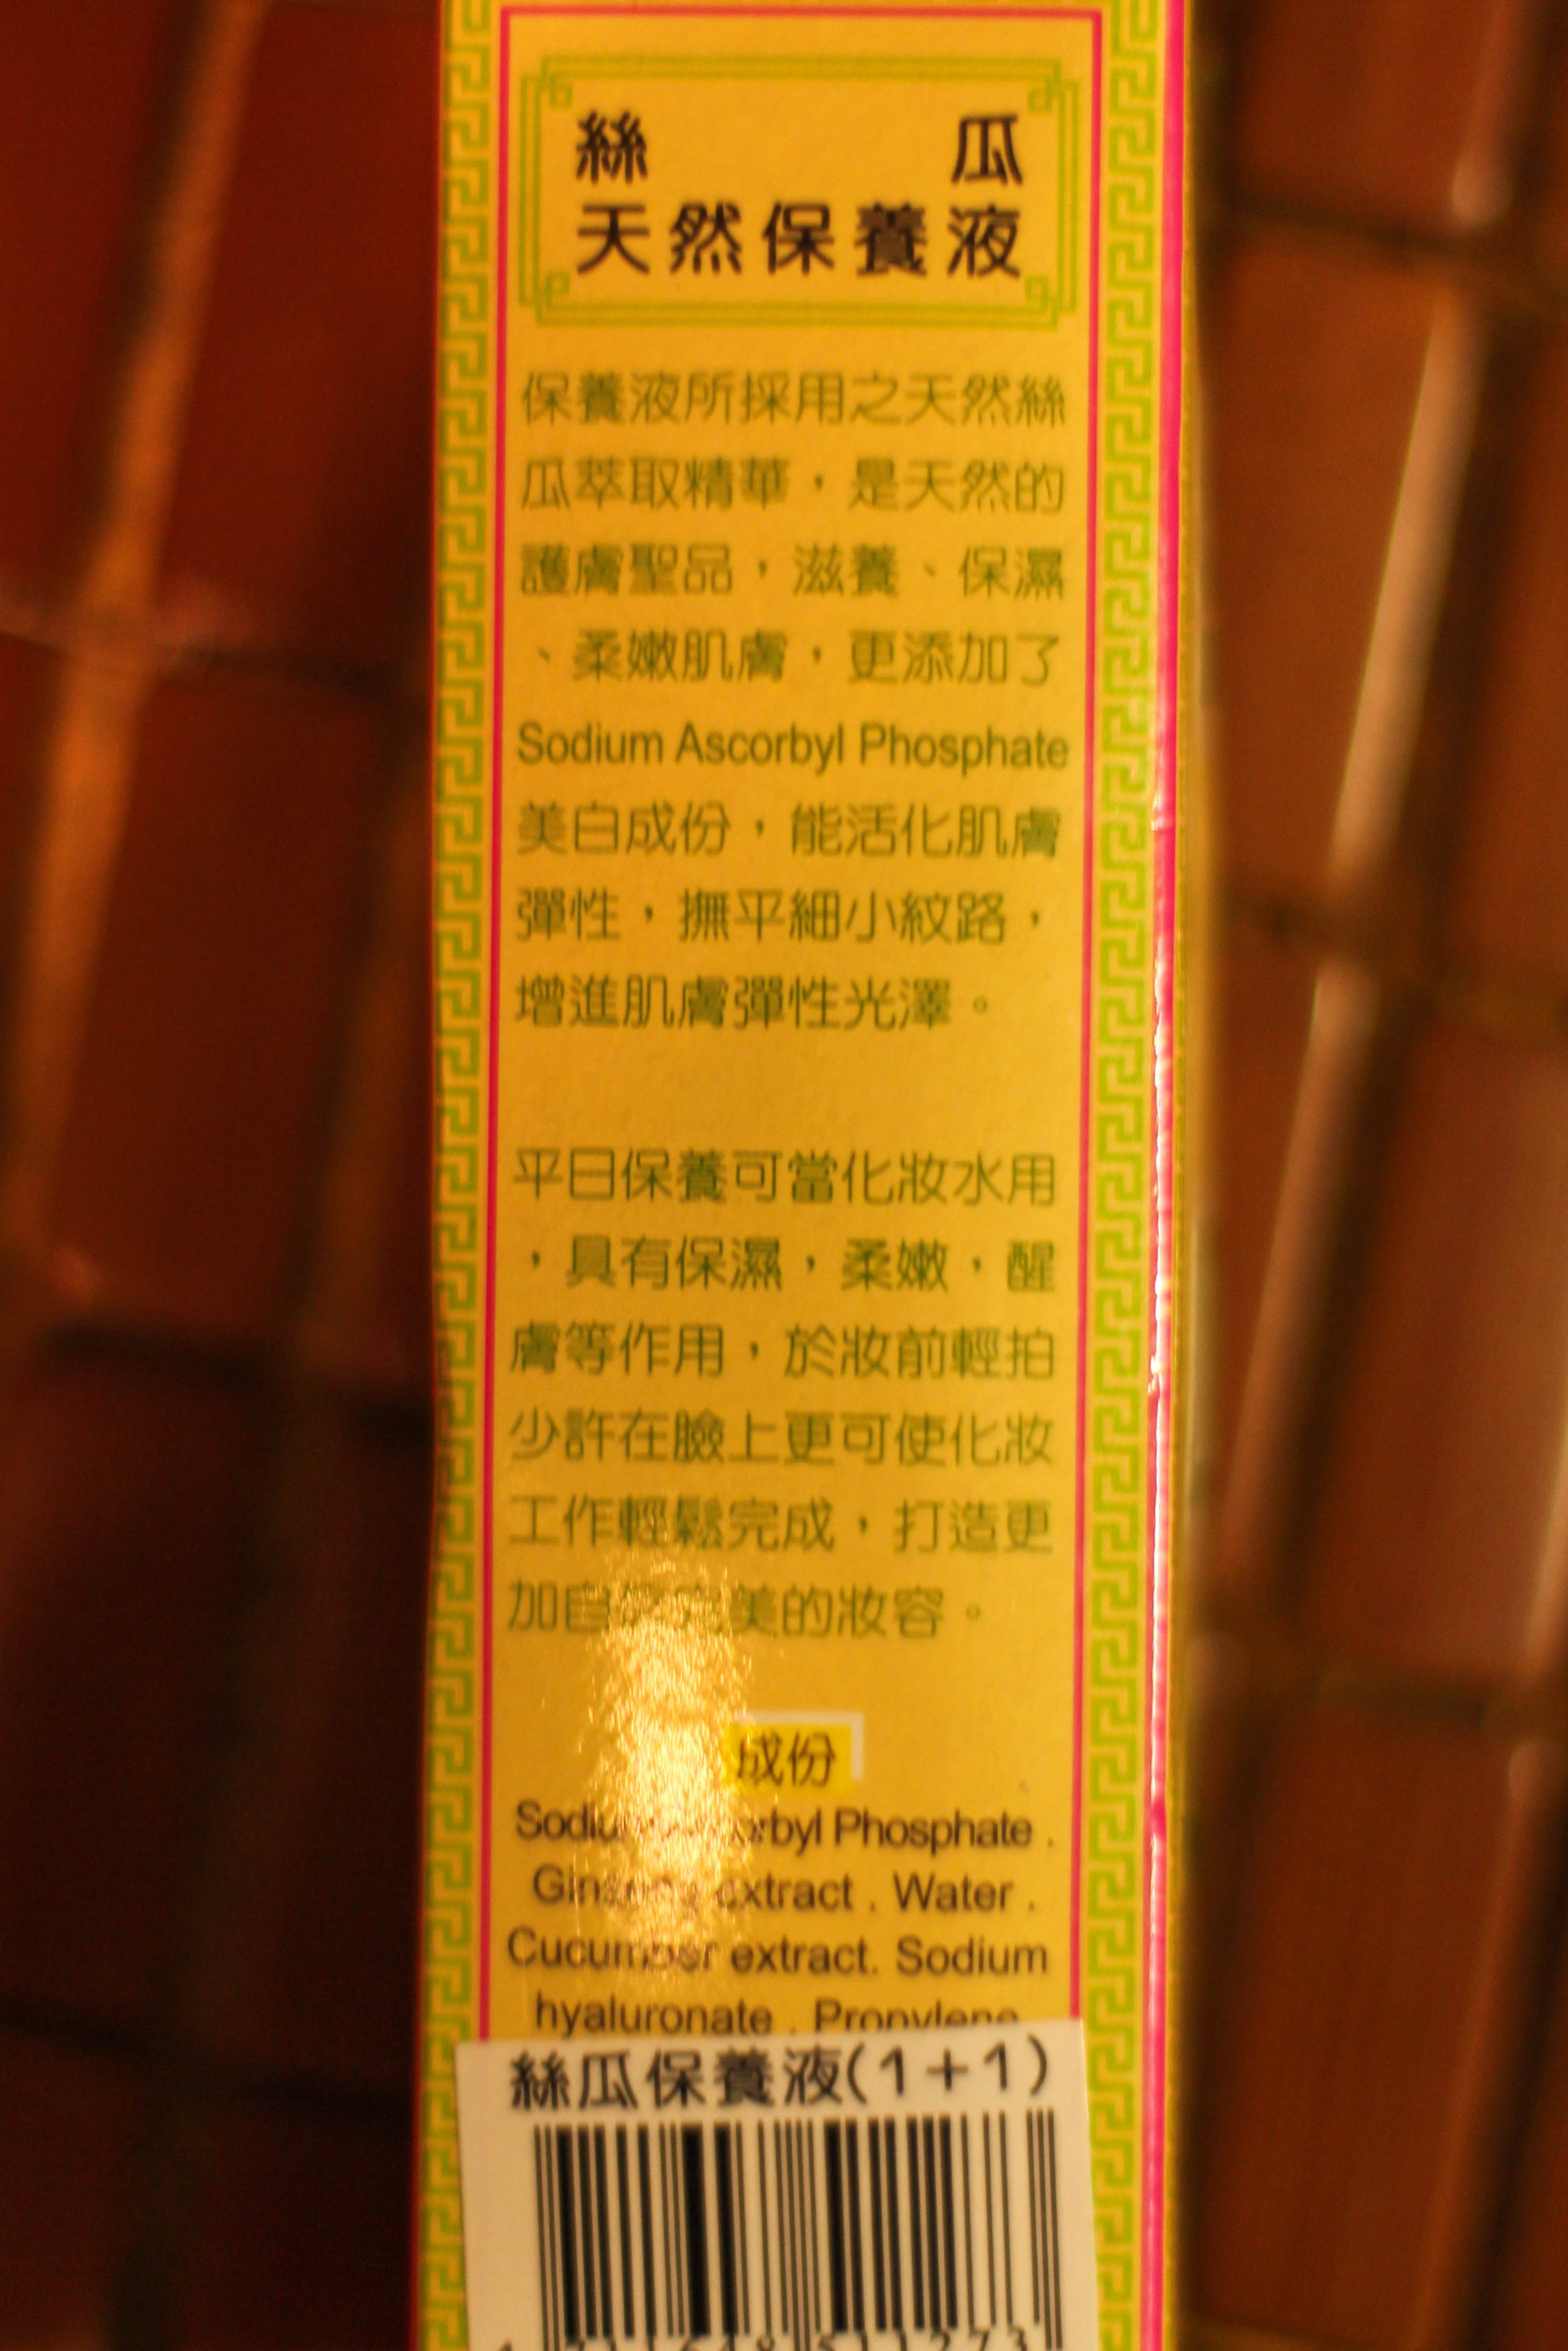 絲瓜
天然保養液
保養液所採用之天然絲
瓜萃取精華，是天然的
護膚聖品，滋養、保濕
、柔嫩肌膚，更添加了
Sodium Ascorbyl Phosphate
美白成份，能活化肌膚
彈性，撫平細小紋路，
增進肌膚彈性光澤。
平日保養可當化妝水用
，具有保濕，柔嫩，醒
膚等作用，於妝前輕拍
少許在臉上更可使化妝
工作輕鬆完成，打造更
加自然完美的妝容。
成份
Sodium Ascorbyl Phosphate .
Ginseng extract . Water .
Cucumber extract. Sodium
hyaluronate . Propylene
絲瓜保養液(1+1)